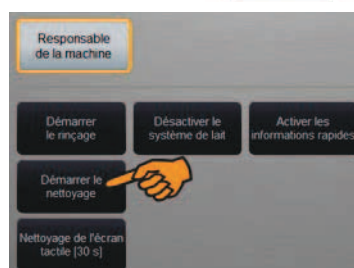 Responsable
de la machine
Démarrer
le rinçage
Désactiver le
système de lait
Activer les
informations rapides
Démarrer le
nettoyage
Nettoyage de l'écran
tactile [30 s]